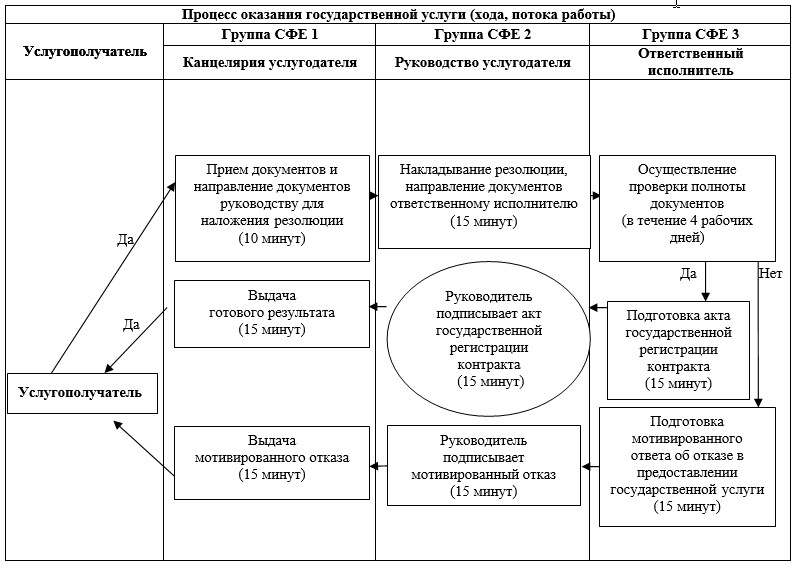 Процесс оказания государственной услуги (хода, потока работы)
Услугополучатель
Группа СФЕ 1
Группа СФЕ 2
Группа СФЕ 3
Канцелярия услугодателя
Руководство услугодателя
Ответственный
исполнитель
Прием документов и
направление документов
руководству для
наложения резолюции
(10 минут)
Накладывание резолюции,
направление документов
ответственному исполнителю
(15 минут)
Осуществление
проверки полноты
документов
(в течение 4 рабочих
дней)
Да
Да
Нет
Выдача
готового результата
(15 минут)
Руководитель
подписывает акт
государственной
регистрации
контракта
(15 минут)
Подготовка акта
государственной
регистрации
контракта
(15 минут)
Да
Услугополучатель
Выдача
мотивированного отказа
(15 минут)
Руководитель
подписывает
мотивированный отказ
(15 минут)
Подготовка
мотивированного
ответа об отказе в
предоставлении
государственной услуги
(15 минут)